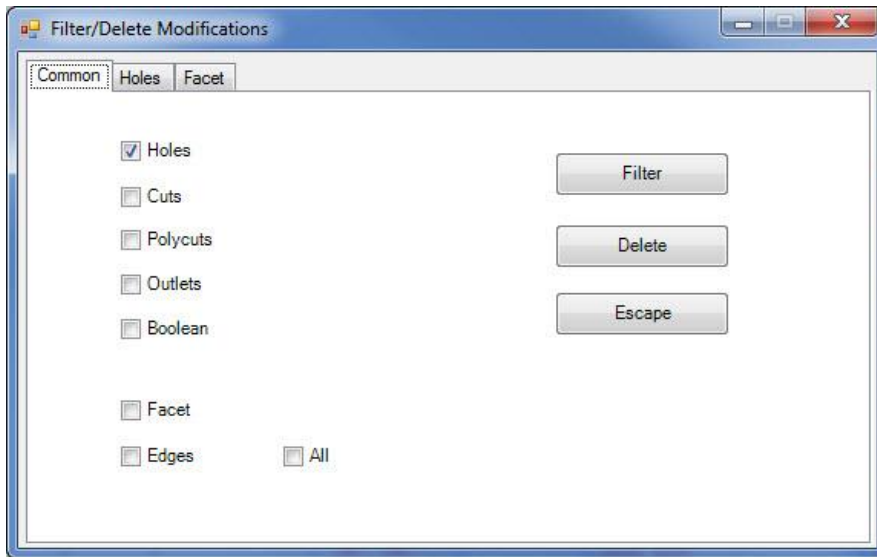 Filter/Delete Modifications
Common Holes Facet
Holes
Filter
Cuts
Polycuts
Delete
Outlets
Escape
Boolean
Facet
Edges All